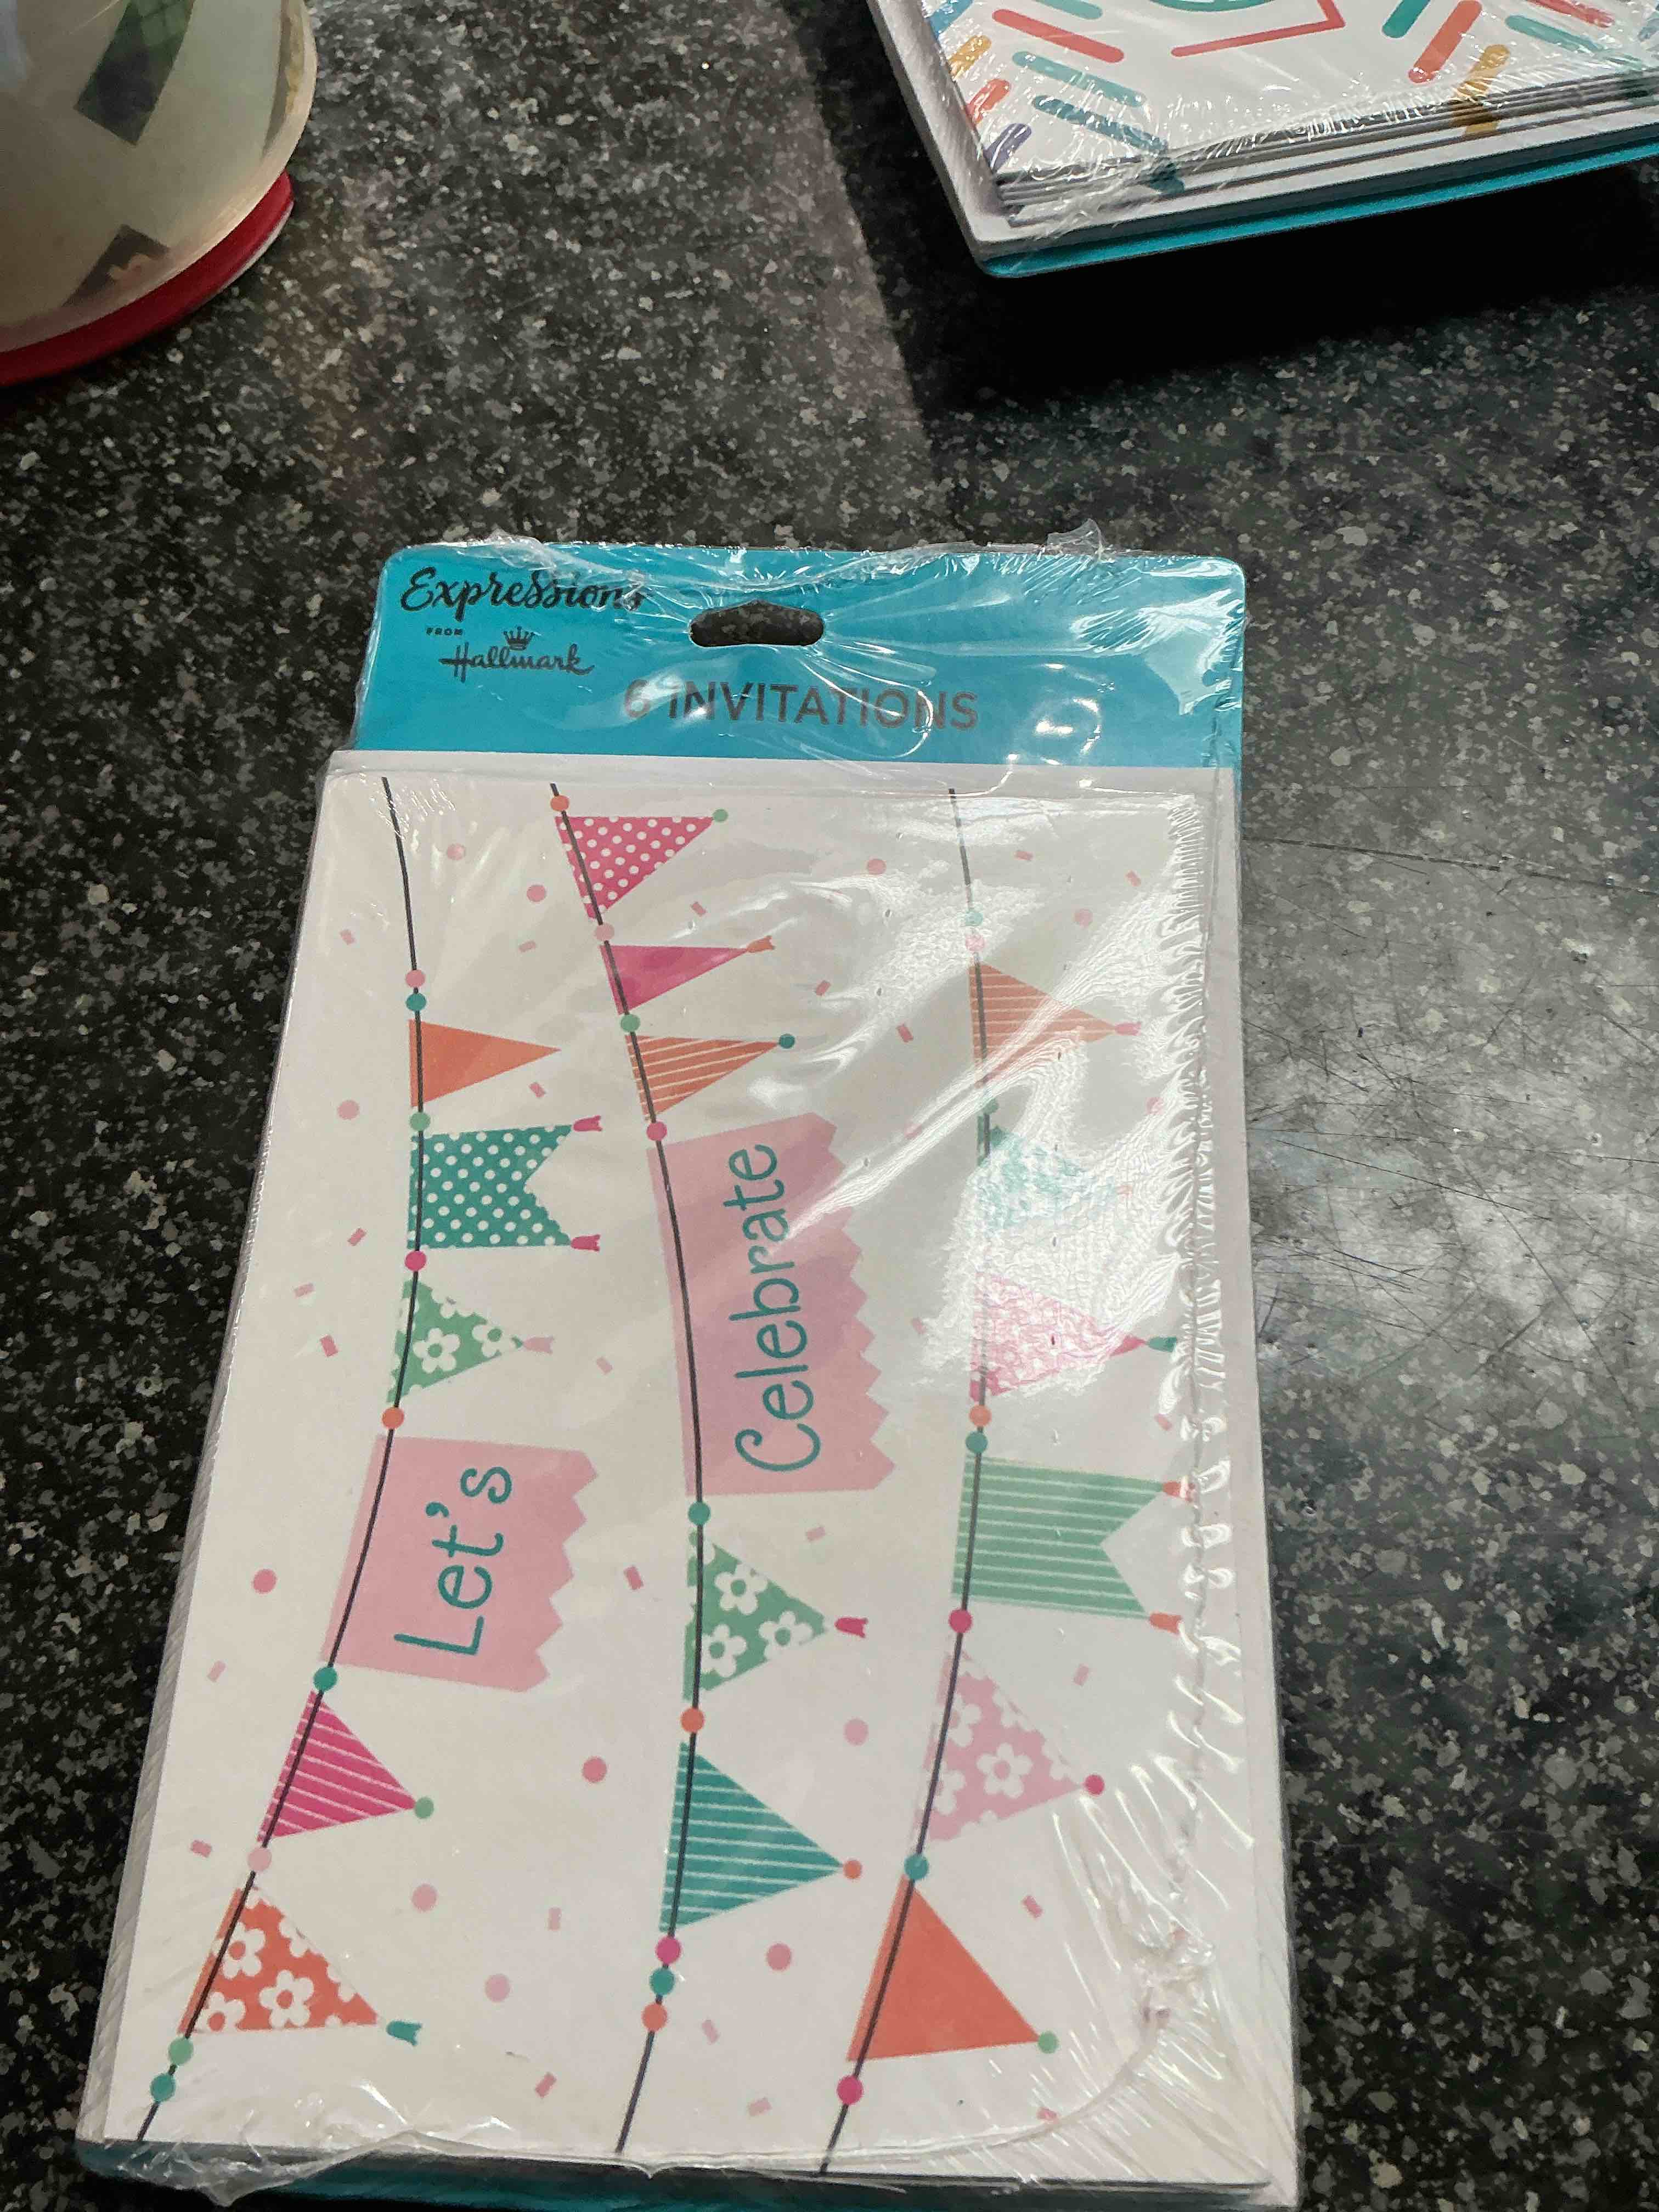 Expressions
FROM
Hallmark
6 INVITATIONS
Let's
Celebrate